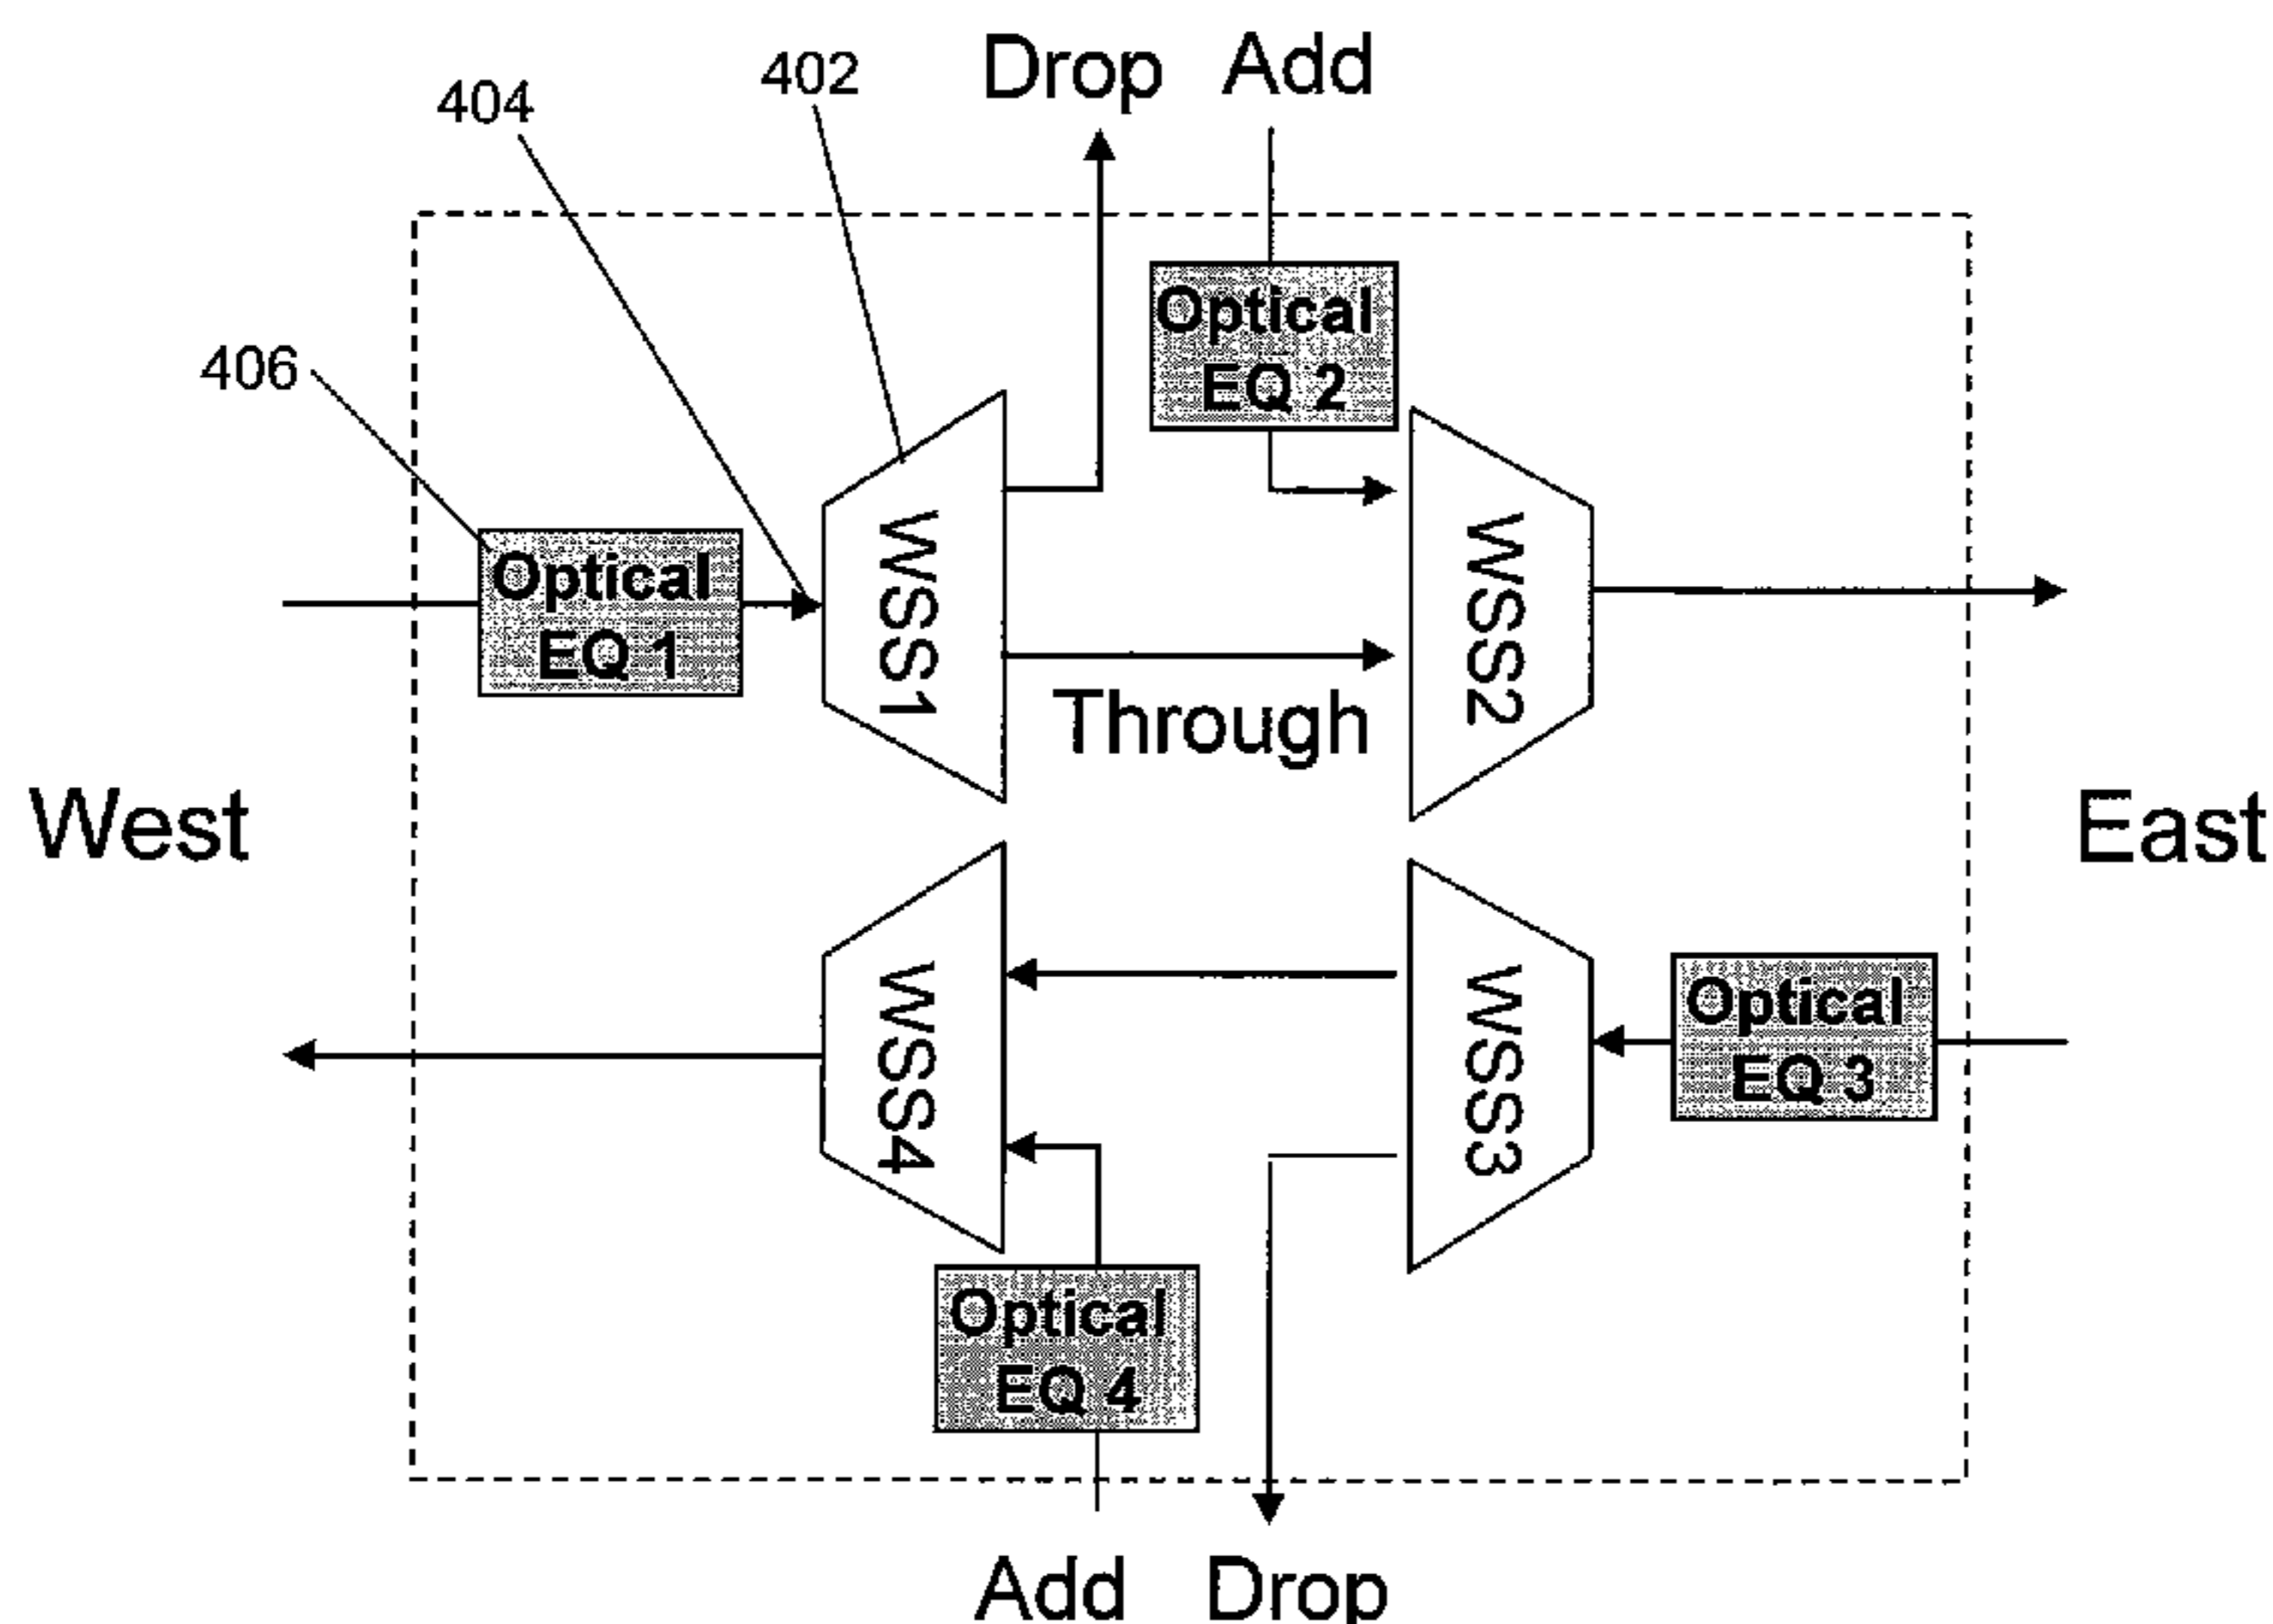 Drop Add
402
404
Optical
EQ 2
406
Optical
EQ 1
WSS1
WSS2
Through
West
East
WSS4
WSS3
Optical
EQ 3
Optical
EQ 4
Add Drop